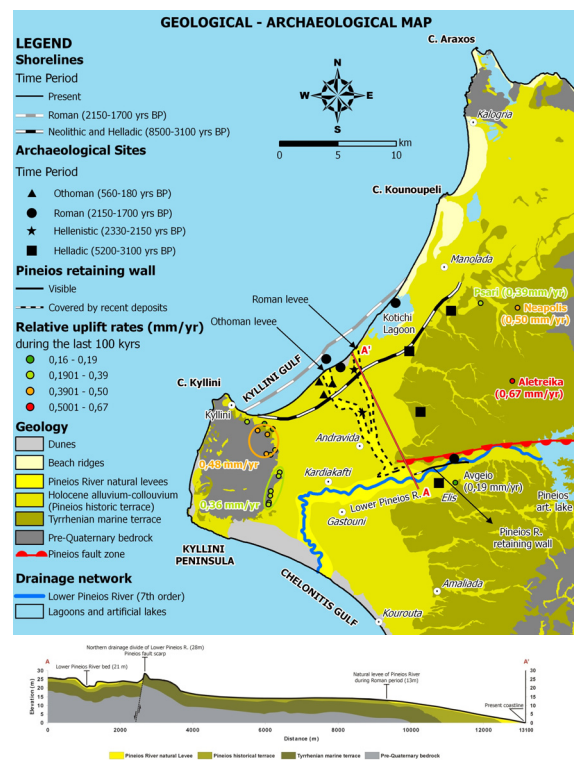 GEOLOGICAL - ARCHAEOLOGICAL MAP
LEGEND
Shorelines
Time Period
Present
Roman (2150-1700 yrs BP)
Neolithic and Helladic (8500-3100 yrs BP)
Archaeological Sites
Time Period
Othoman (560-180 yrs BP)
Roman (2150-1700 yrs BP)
Hellenistic (2330-2150 yrs BP)
Helladic (5200-3100 yrs BP)
Pineios retaining wall
Visible
Covered by recent deposits
Relative uplift rates (mm/yr)
during the last 100 kyrs
0,16 - 0,19
0,1901 - 0,39
0,3901 - 0,50
0,5001 - 0,67
Geology
Dunes
Beach ridges
Pineios River natural levees
Holocene alluvium-collouvium
(Pineios historic terrace)
Tyrrhenian marine terrace
Pre-Quaternary bedrock
Pineios fault zone
Drainage network
Lower Pineios River (7th order)
Lagoons and artificial lakes
N
W
E
S
km
0
5
10
C. Araxos
Kalogria
C. Kounoupeli
Manolada
Psari (0,39mm/yr)
Neapolis
(0,50 mm/yr)
Roman levee
Kotichi
Lagoon
Othoman levee
A'
KYLLINI GULF
Aletreika
(0,67 mm/yr)
C. Kyllini
Kyllini
Andravida
0,48 mm/yr
Kardiakafti
Avgeio
(0,19 mm/yr)
0,36 mm/yr
Lower Pineios R.
A
Elis
Pineios
art. lake
Gastouni
Pineios R.
retaining wall
KYLLINI
PENINSULA
CHELONITIS GULF
Amaliada
Kourouta
Northern drainage divide of Lower Pineios R. (28m)
Pineios fault scarp
A
A'
Lower Pineios River bed (21 m)
Natural levee of Pineios River
during Roman period (13m)
Present coastline
Elevation (m)
30
25
20
15
10
5
0
30
25
20
15
10
5
0
0
2000
4000
6000
8000
10000
12000
13100
Distance (m)
Pineios River natural Levee
Pineios historical terrace
Tyrrhenian marine terrace
Pre-Quaternary bedrock